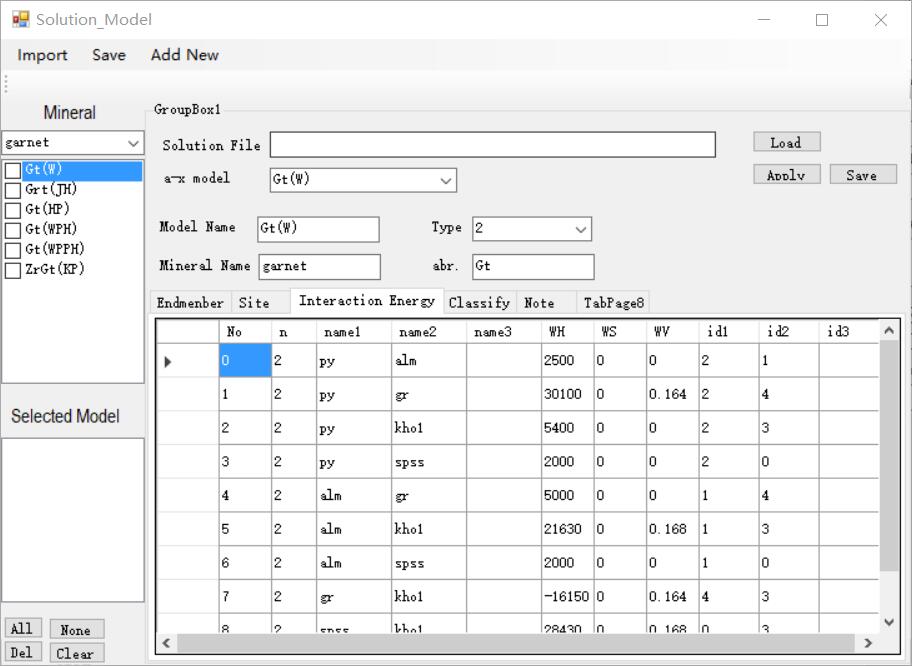 Solution_Model
Import Save Add New
Mineral
garnet
Gt(W)
Grt(JH)
Gt(HP)
Gt(WPH)
Gt(WPPH)
ZrGt(KP)
Selected Model
All None
Del Clear
GroupBox1
Solution File Load
a-x model Gt(W) Apply Save
Model Name Gt(W) Type 2
Mineral Name garnet abr. Gt
Endmenber Site Interaction Energy Classify Note TabPage8
No n name1 name2 name3 WH WS WV id1 id2 id3
0 2 py alm 2500 0 0 2 1
1 2 py gr 30100 0 0.164 2 4
2 2 py kho1 5400 0 0 2 3
3 2 py spss 2000 0 0 2 0
4 2 alm gr 5000 0 0 1 4
5 2 alm kho1 21630 0 0.168 1 3
6 2 alm spss 2000 0 0 1 0
7 2 gr kho1 -16150 0 0.164 4 3
8 2 spss kho1 28430 0 0.168 0 3